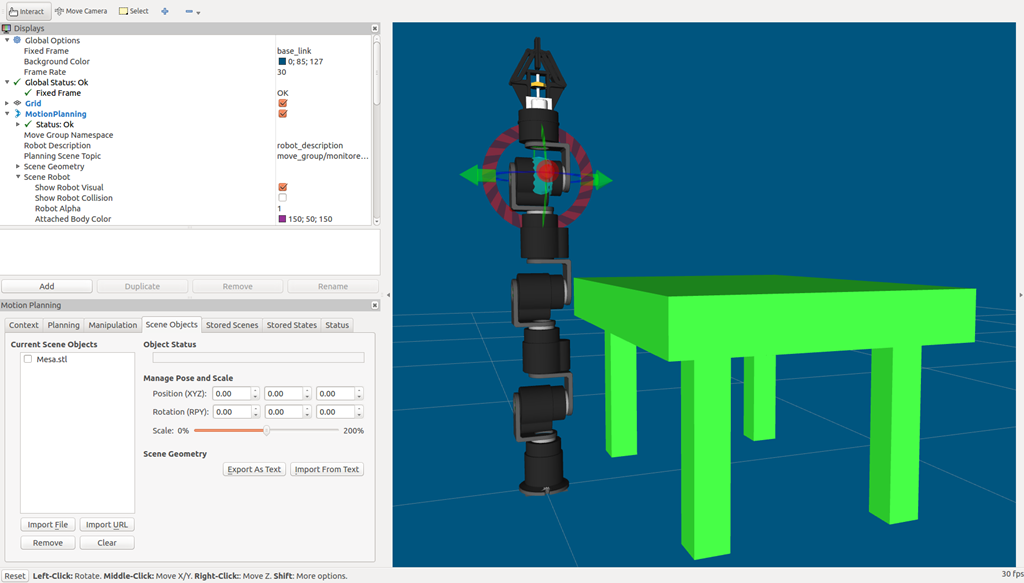 Interact Move Camera Select
Displays
Global Options
Fixed Frame base_link
Background Color 0; 85; 127
Frame Rate 30
Global Status: Ok
Fixed Frame OK
Grid
MotionPlanning
Status: Ok
Move Group Namespace
Robot Description robot_description
Planning Scene Topic move_group/monitore...
Scene Geometry
Scene Robot
Show Robot Visual
Show Robot Collision
Robot Alpha 1
Attached Body Color 150; 50; 150
Add Duplicate Remove Rename
Motion Planning
Context Planning Manipulation Scene Objects Stored Scenes Stored States Status
Current Scene Objects Object Status
Mesa.stl
Manage Pose and Scale
Position (XYZ): 0.00 0.00 0.00
Rotation (RPY): 0.00 0.00 0.00
Scale: 0% 200%
Scene Geometry
Export As Text Import From Text
Import File Import URL
Remove Clear
Reset Left-Click: Rotate. Middle-Click: Move X/Y. Right-Click:: Move Z. Shift: More options. 30 fps